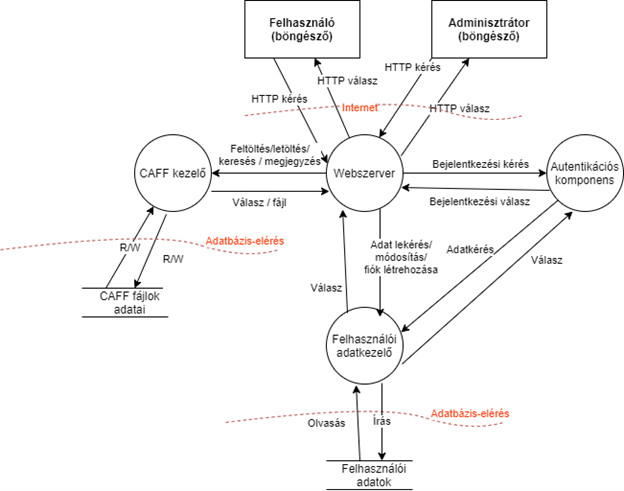 Felhasználó
(böngésző)
Adminisztrátor
(böngésző)
HTTP kérés
HTTP válasz
HTTP kérés
Internet
HTTP válasz
CAFF kezelő
Feltöltés/letöltés/
keresés / megjegyzés
Webszerver
Bejelentkezési kérés
Autentikációs
komponens
Válasz / fájl
Bejelentkezési válasz
R/W
Adatbázis-elérés
R/W
Adat lekérés/
módosítás/
fiók létrehozása
Adatkérés
Válasz
Válasz
CAFF fájlok
adatai
Felhasználói
adatkezelő
Adatbázis-elérés
Olvasás
Írás
Felhasználói
adatok